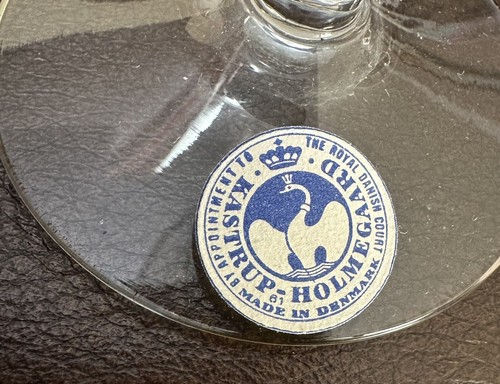 BY APPOINTMENT TO THE ROYAL DANISH COURT
· KASTRUP-HOLMEGAARD ·
61
MADE IN DENMARK